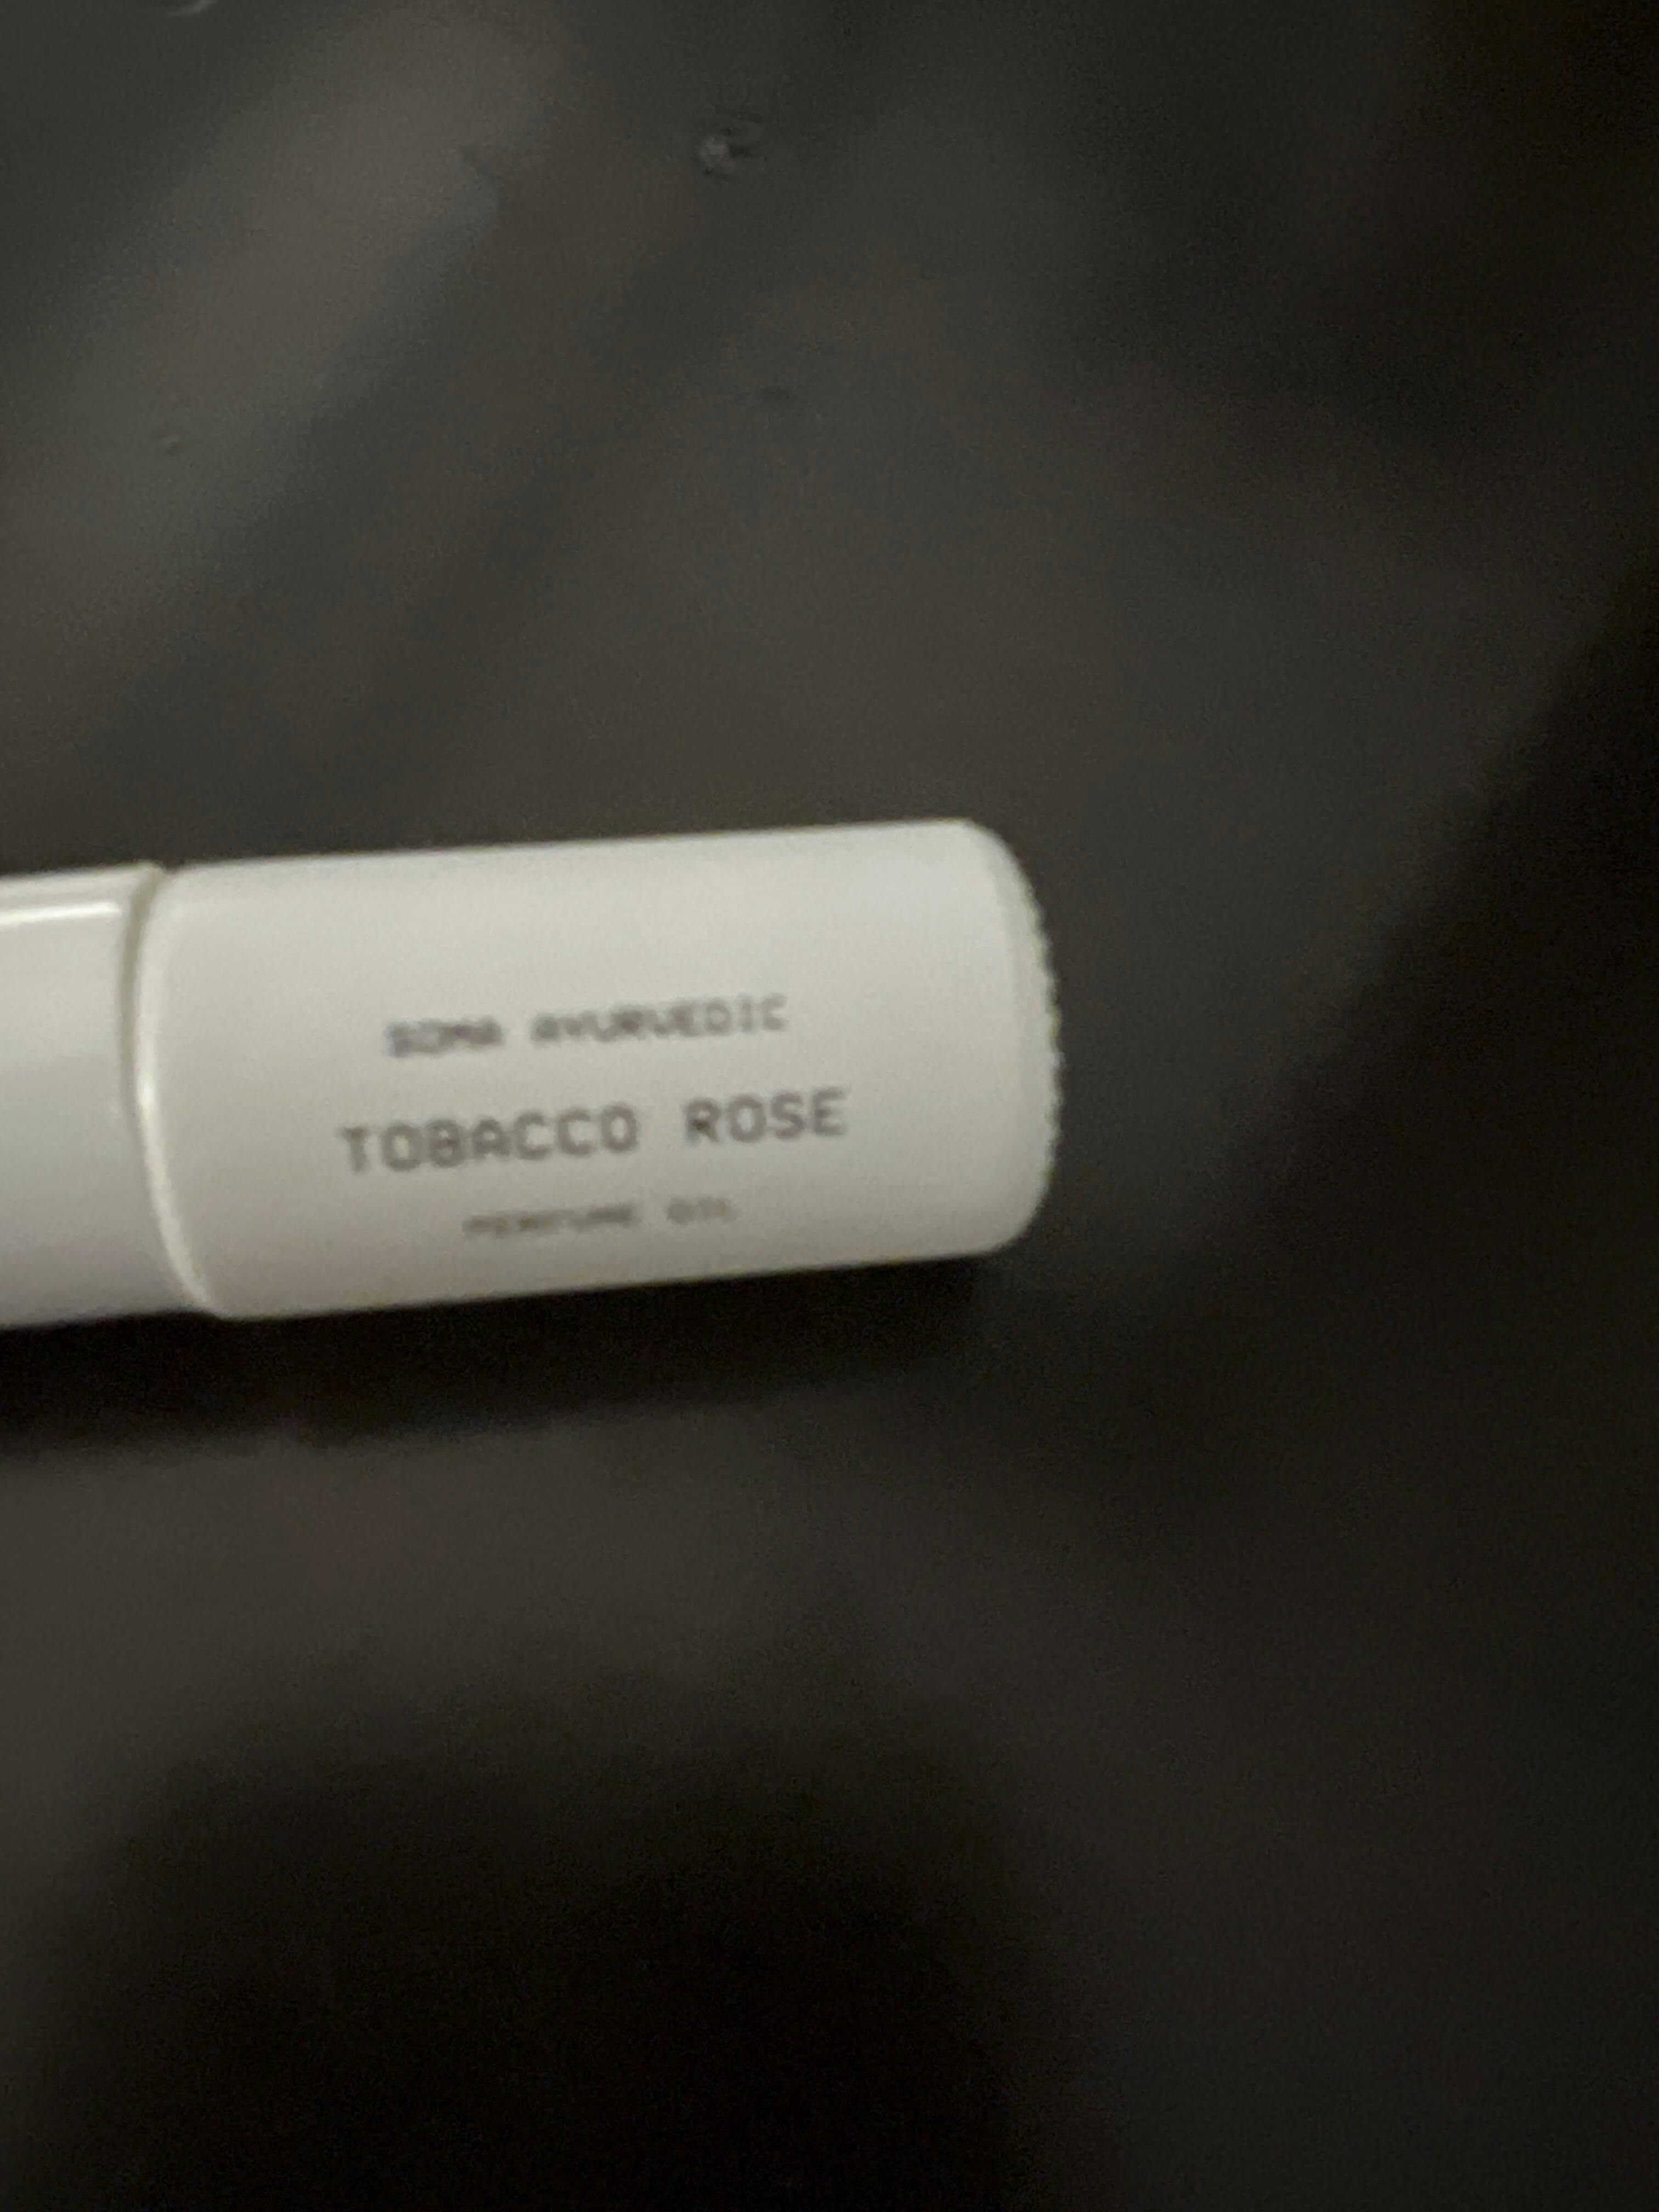 SOMA AYURVEDIC
TOBACCO ROSE
PERFUME OIL